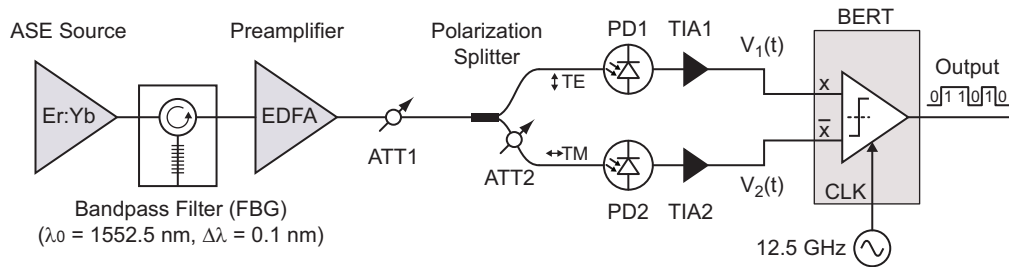 ASE Source
Er:Yb
Bandpass Filter (FBG)
(λ0 = 1552.5 nm, Δλ = 0.1 nm)
Preamplifier
EDFA
ATT1
Polarization
Splitter
TE
TM
ATT2
PD1
TIA1
V1(t)
PD2
TIA2
V2(t)
BERT
x
x̄
CLK
12.5 GHz
Output
0 1 1 0 1 0